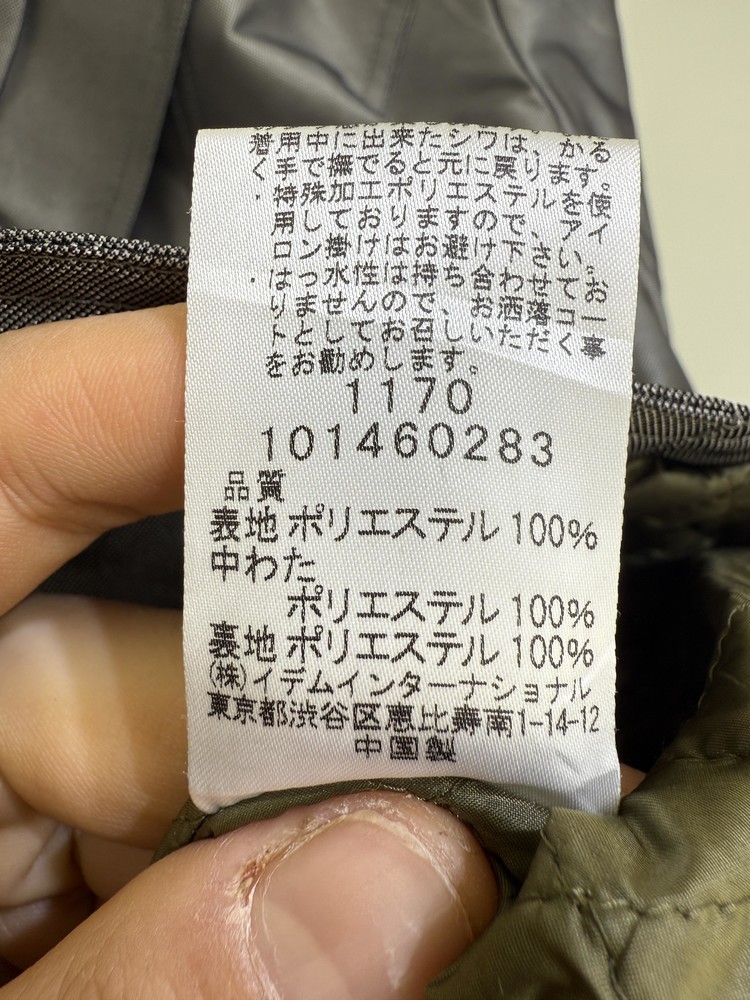 着用中に出来たシワは、かる
く手で撫でると元に戻ります。
・特殊加工ポリエステルを使
用しておりますので、アイ
ロン掛けはお避け下さい。
・はっ水性は持ち合わせてお
りませんので、お洒落コー
トとしてお召しいただく事
をお勧めします。
1170
101460283
品質
表地 ポリエステル 100%
中わた
ポリエステル 100%
裏地 ポリエステル 100%
(株)イデムインターナショナル
東京都渋谷区恵比寿南1-14-12
中国製